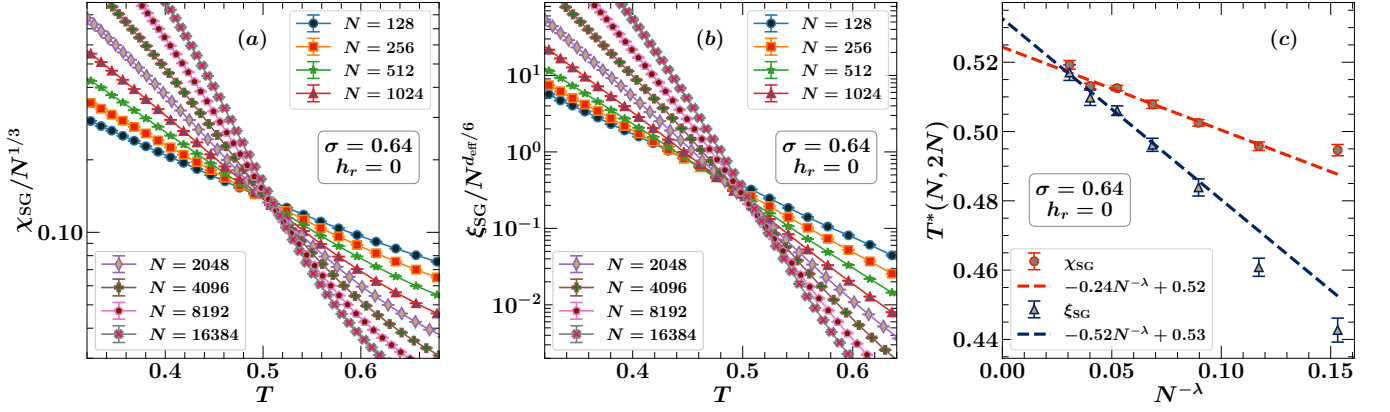 χ_SG/N^{1/3}
0.10
(a)
N = 128
N = 256
N = 512
N = 1024
σ = 0.64
h_r = 0
N = 2048
N = 4096
N = 8192
N = 16384
0.4 0.5 0.6
T
ξ_SG/N^{d_eff/6}
10^1
10^0
10^{-1}
10^{-2}
(b)
N = 128
N = 256
N = 512
N = 1024
σ = 0.64
h_r = 0
N = 2048
N = 4096
N = 8192
N = 16384
0.4 0.5 0.6
T
T*(N, 2N)
0.52
0.50
0.48
0.46
0.44
(c)
σ = 0.64
h_r = 0
χ_SG
−0.24N^{−λ} + 0.52
ξ_SG
−0.52N^{−λ} + 0.53
0.00 0.05 0.10 0.15
N^{−λ}